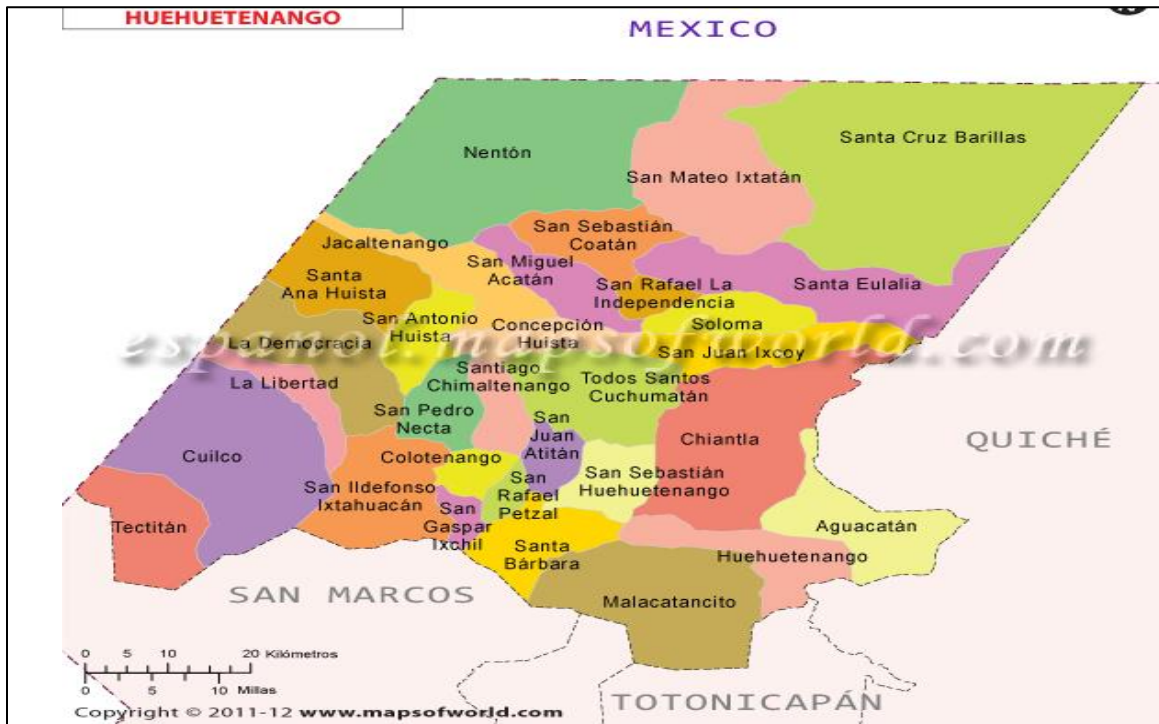 HUEHUETENANGO
MEXICO
Nentón
Santa Cruz Barillas
San Mateo Ixtatán
San Sebastián
Coatán
Jacaltenango
San Miguel
Acatán
Santa
Ana Huista
San Rafael La
Independencia
Santa Eulalia
San Antonio
Huista
Concepción
Huista
Soloma
espanol.mapsofworld.com
La Democracia
San Juan Ixcoy
Santiago
Chimaltenango
La Libertad
Todos Santos
Cuchumatán
San Pedro
Necta
San
Juan
Atitán
Chiantla
QUICHÉ
Cuilco
Colotenango
San Sebastián
Huehuetenango
San Ildefonso
Ixtahuacán
San
Rafael
Petzal
San
Gaspar
Ixchil
Tectitán
Aguacatán
Santa
Bárbara
Huehuetenango
SAN MARCOS
Malacatancito
0 5 10 20 Kilómetros
0 5 10 Millas
TOTONICAPÁN
Copyright © 2011-12 www.mapsofworld.com